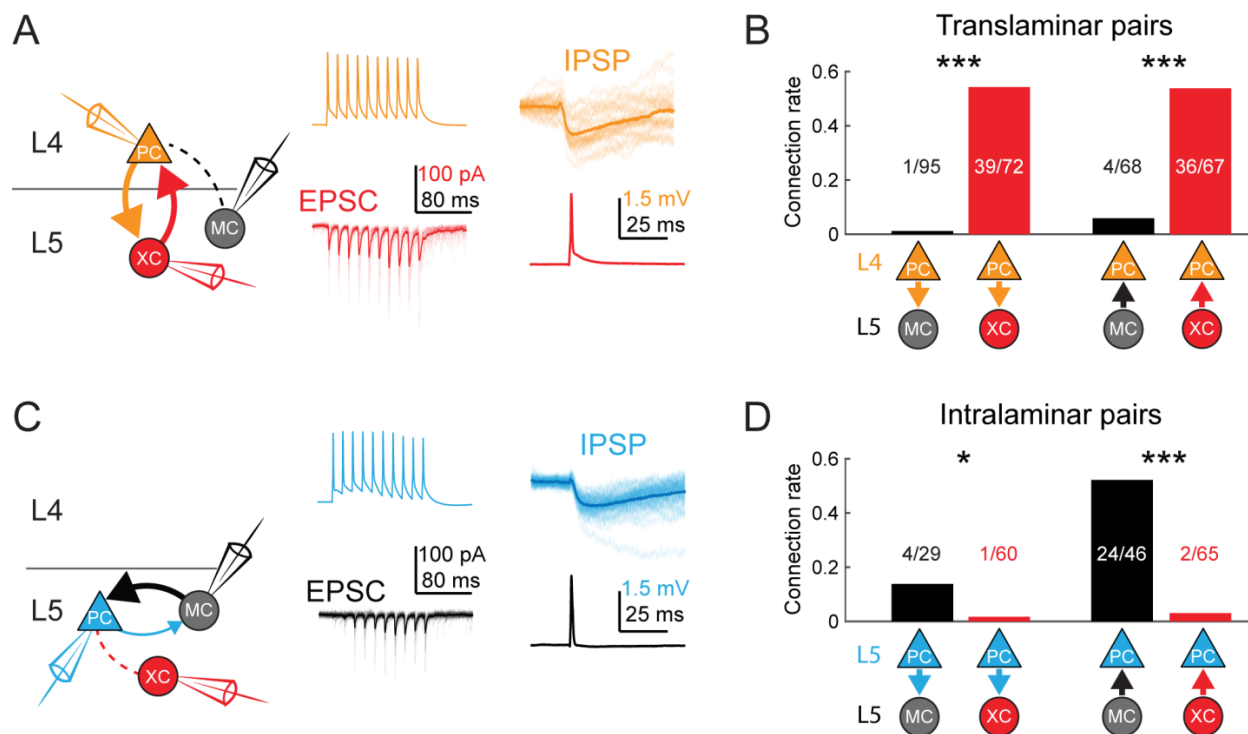 A
L4
PC
MC
L5
XC
EPSC
100 pA
80 ms
IPSP
1.5 mV
25 ms
B
Translaminar pairs
*** ***
Connection rate
0.6
0.4
0.2
0
1/95 39/72 4/68 36/67
L4 PC PC PC PC
L5 MC XC MC XC
C
L4
L5
PC
MC
XC
EPSC
100 pA
80 ms
IPSP
1.5 mV
25 ms
D
Intralaminar pairs
* ***
Connection rate
0.6
0.4
0.2
0
4/29 1/60 24/46 2/65
L5 PC PC PC PC
L5 MC XC MC XC